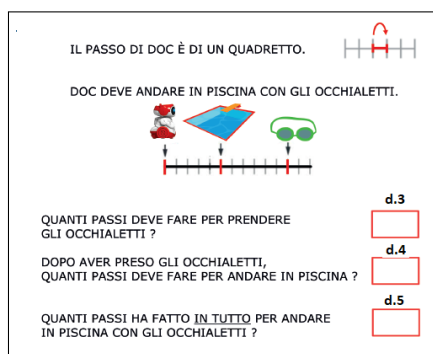 IL PASSO DI DOC È DI UN QUADRETTO.
DOC DEVE ANDARE IN PISCINA CON GLI OCCHIALETTI.
d.3
QUANTI PASSI DEVE FARE PER PRENDERE
GLI OCCHIALETTI ?
d.4
DOPO AVER PRESO GLI OCCHIALETTI,
QUANTI PASSI DEVE FARE PER ANDARE IN PISCINA ?
d.5
QUANTI PASSI HA FATTO IN TUTTO PER ANDARE
IN PISCINA CON GLI OCCHIALETTI ?